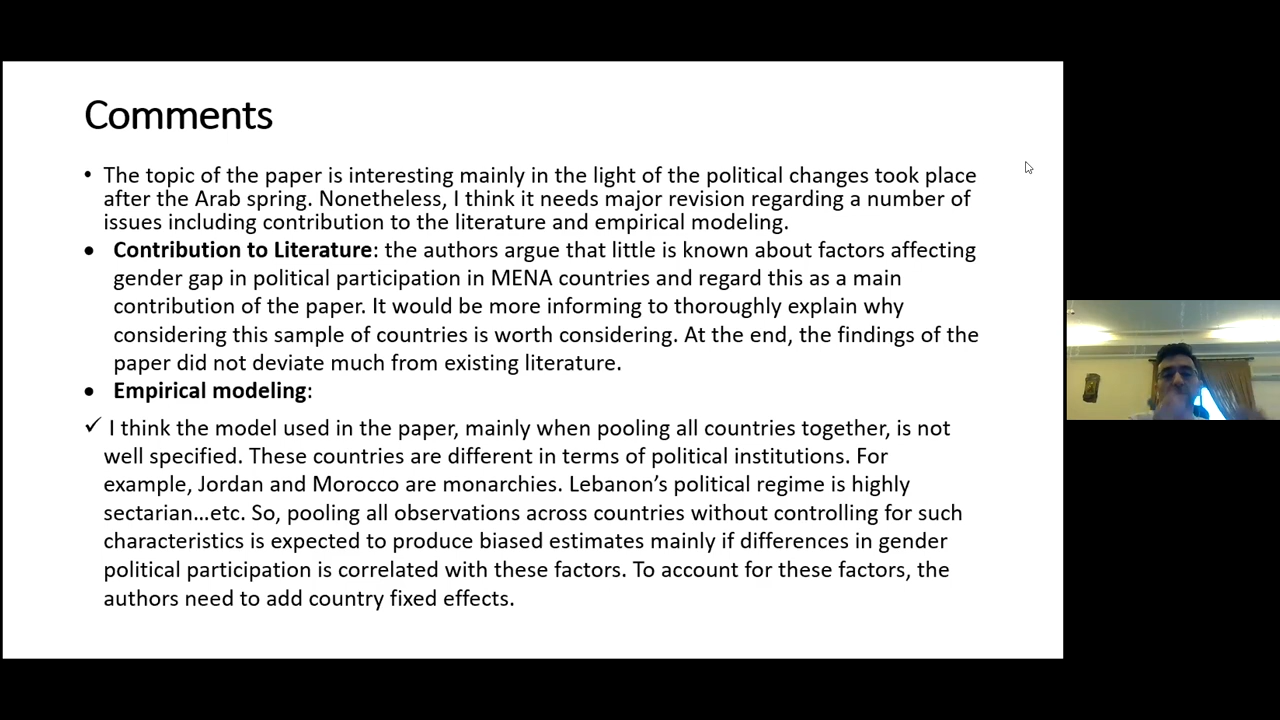 Comments
• The topic of the paper is interesting mainly in the light of the political changes took place
after the Arab spring. Nonetheless, I think it needs major revision regarding a number of
issues including contribution to the literature and empirical modeling.
• Contribution to Literature: the authors argue that little is known about factors affecting
gender gap in political participation in MENA countries and regard this as a main
contribution of the paper. It would be more informing to thoroughly explain why
considering this sample of countries is worth considering. At the end, the findings of the
paper did not deviate much from existing literature.
• Empirical modeling:
✓ I think the model used in the paper, mainly when pooling all countries together, is not
well specified. These countries are different in terms of political institutions. For
example, Jordan and Morocco are monarchies. Lebanon’s political regime is highly
sectarian…etc. So, pooling all observations across countries without controlling for such
characteristics is expected to produce biased estimates mainly if differences in gender
political participation is correlated with these factors. To account for these factors, the
authors need to add country fixed effects.